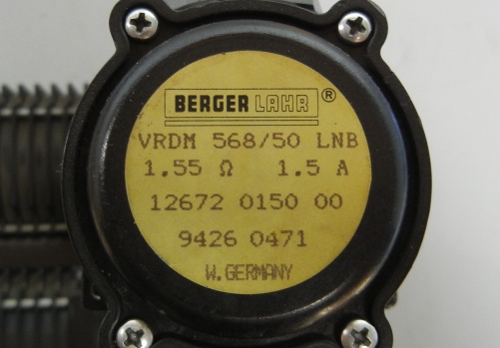 BERGER LAHR ®
VRDM 568/50 LNB
1.55 Ω 1.5 A
12672 0150 00
9426 0471
W.GERMANY